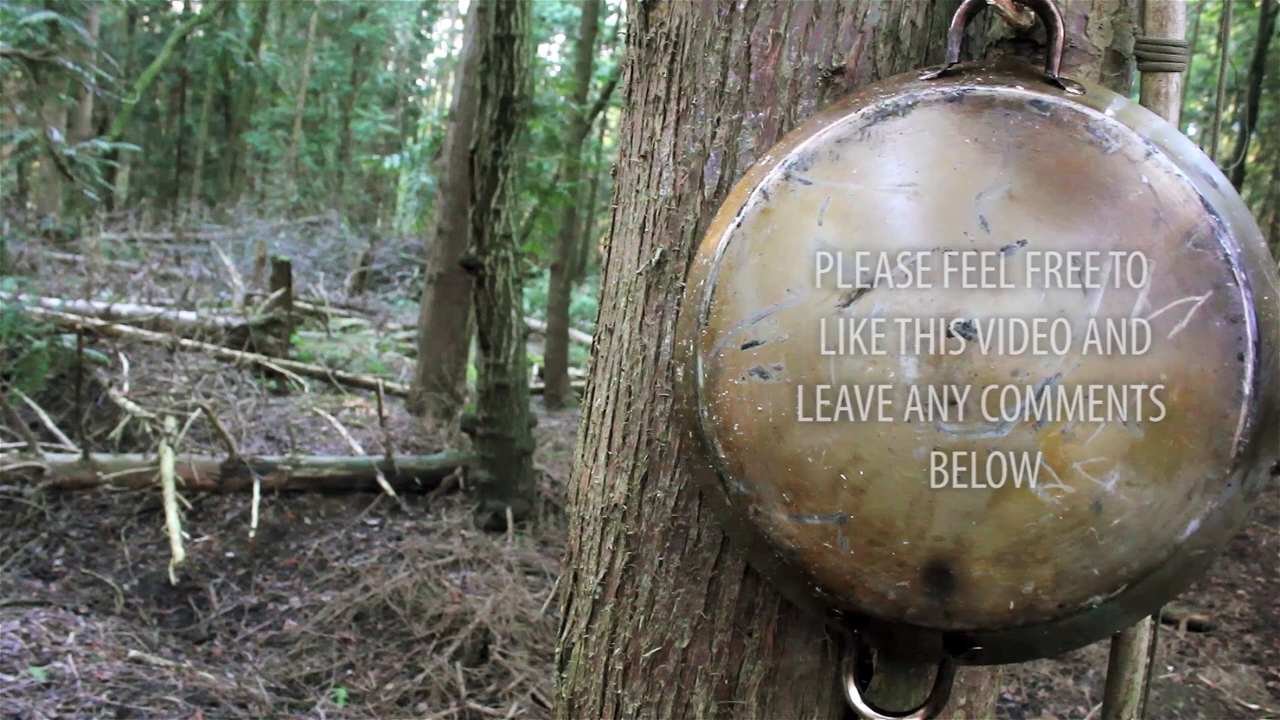 PLEASE FEEL FREE TO
LIKE THIS VIDEO AND
LEAVE ANY COMMENTS
BELOW